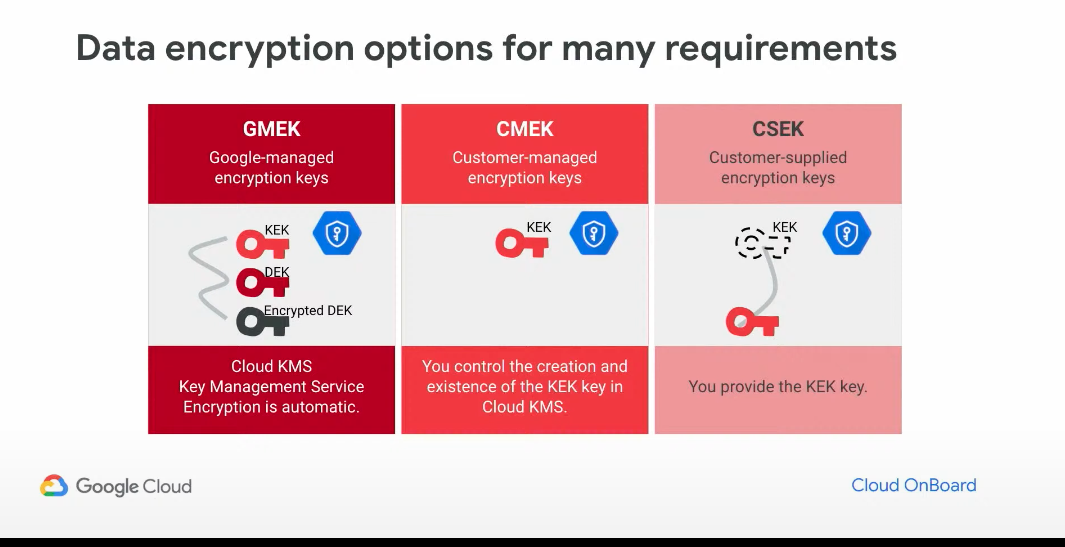 Data encryption options for many requirements
GMEK
Google-managed
encryption keys
KEK
DEK
Encrypted DEK
Cloud KMS
Key Management Service
Encryption is automatic.
CMEK
Customer-managed
encryption keys
KEK
You control the creation and
existence of the KEK key in
Cloud KMS.
CSEK
Customer-supplied
encryption keys
KEK
You provide the KEK key.
Google Cloud
Cloud OnBoard